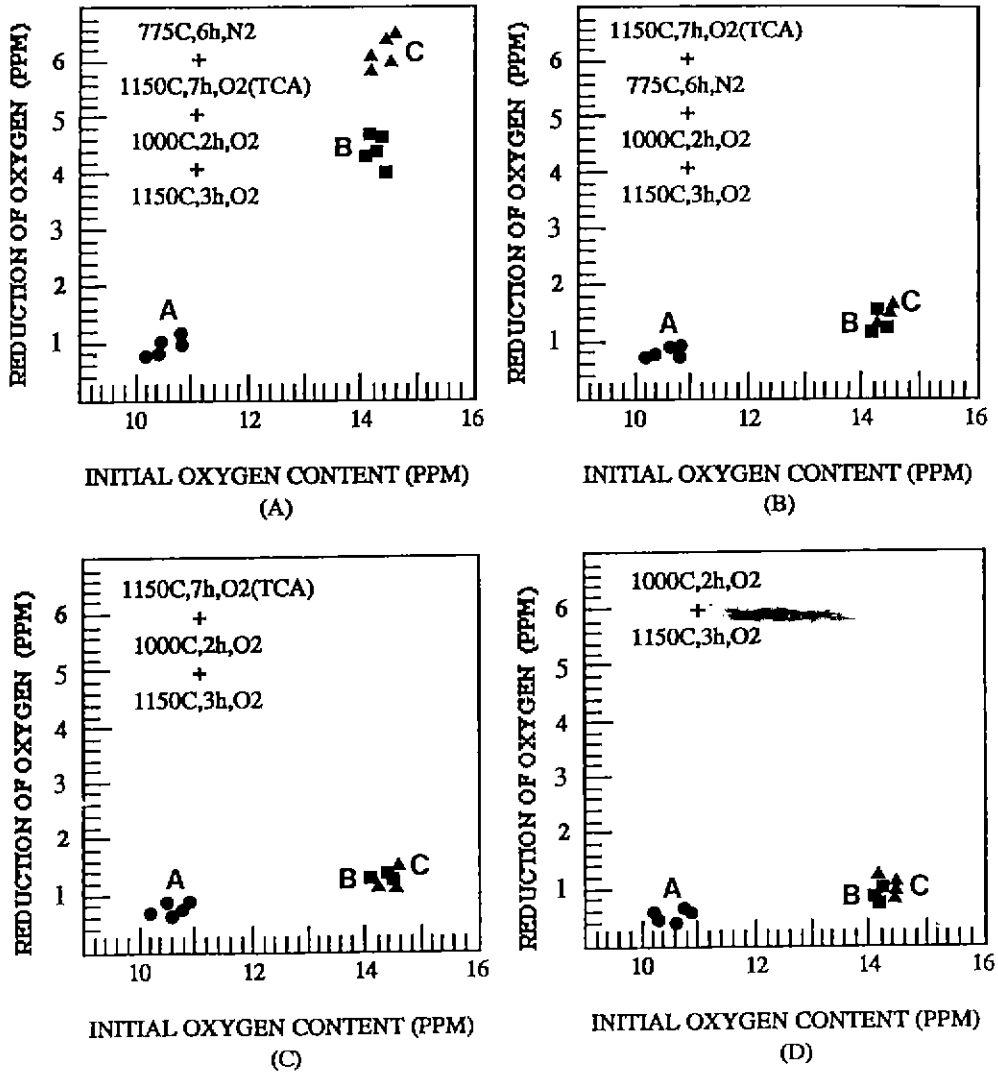 REDUCTION OF OXYGEN (PPM)
6
5
4
3
2
1
775C,6h,N2
+
1150C,7h,O2(TCA)
+
1000C,2h,O2
+
1150C,3h,O2
A
B
C
10
12
14
16
INITIAL OXYGEN CONTENT (PPM)
(A)
REDUCTION OF OXYGEN (PPM)
6
5
4
3
2
1
1150C,7h,O2(TCA)
+
775C,6h,N2
+
1000C,2h,O2
+
1150C,3h,O2
A
B
C
10
12
14
16
INITIAL OXYGEN CONTENT (PPM)
(B)
REDUCTION OF OXYGEN (PPM)
6
5
4
3
2
1
1150C,7h,O2(TCA)
+
1000C,2h,O2
+
1150C,3h,O2
A
B
C
10
12
14
16
INITIAL OXYGEN CONTENT (PPM)
(C)
REDUCTION OF OXYGEN (PPM)
6
5
4
3
2
1
1000C,2h,O2
+
1150C,3h,O2
A
B
C
10
12
14
16
INITIAL OXYGEN CONTENT (PPM)
(D)